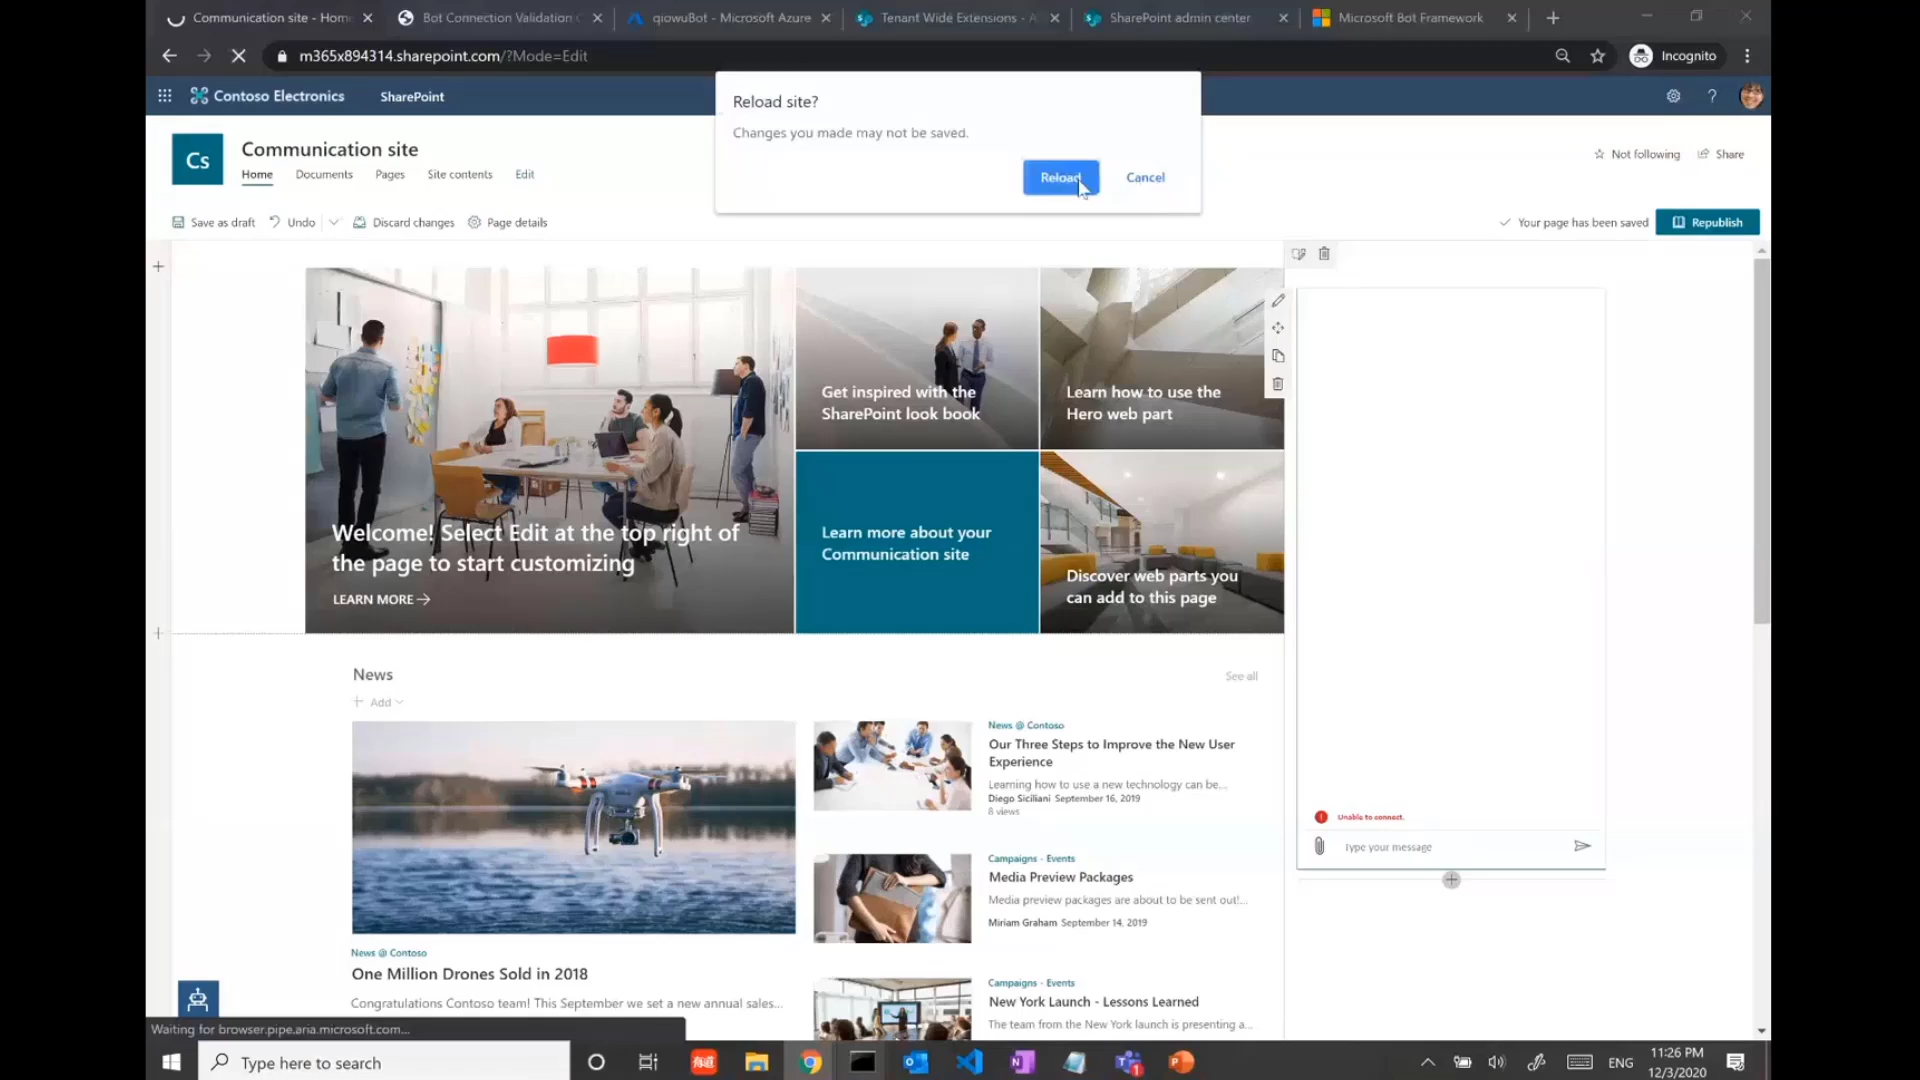 Communication site - Hom
Bot Connection Validation
qiowuBot - Microsoft Azure
Tenant Wide Extensions - A
SharePoint admin center
Microsoft Bot Framework
m365x894314.sharepoint.com/?Mode=Edit
Incognito
Contoso Electronics
SharePoint
?
Reload site?
Changes you made may not be saved.
Reload
Cancel
Cs
Communication site
Home
Documents
Pages
Site contents
Edit
Not following
Share
Save as draft
Undo
Discard changes
Page details
Your page has been saved
Republish
Welcome! Select Edit at the top right of
the page to start customizing
LEARN MORE
Get inspired with the
SharePoint look book
Learn how to use the
Hero web part
Learn more about your
Communication site
Discover web parts you
can add to this page
Unable to connect.
Type your message
News
See all
Add
News @ Contoso
One Million Drones Sold in 2018
Congratulations Contoso team! This September we set a new annual sales...
News @ Contoso
Our Three Steps to Improve the New User
Experience
Learning how to use a new technology can be...
Diego Siciliani September 16, 2019
8 views
Campaigns - Events
Media Preview Packages
Media preview packages are about to be sent out!...
Miriam Graham September 14, 2019
Campaigns - Events
New York Launch - Lessons Learned
The team from the New York launch is presenting a...
Waiting for browser.pipe.aria.microsoft.com...
Type here to search
有道
ENG
11:26 PM
12/3/2020